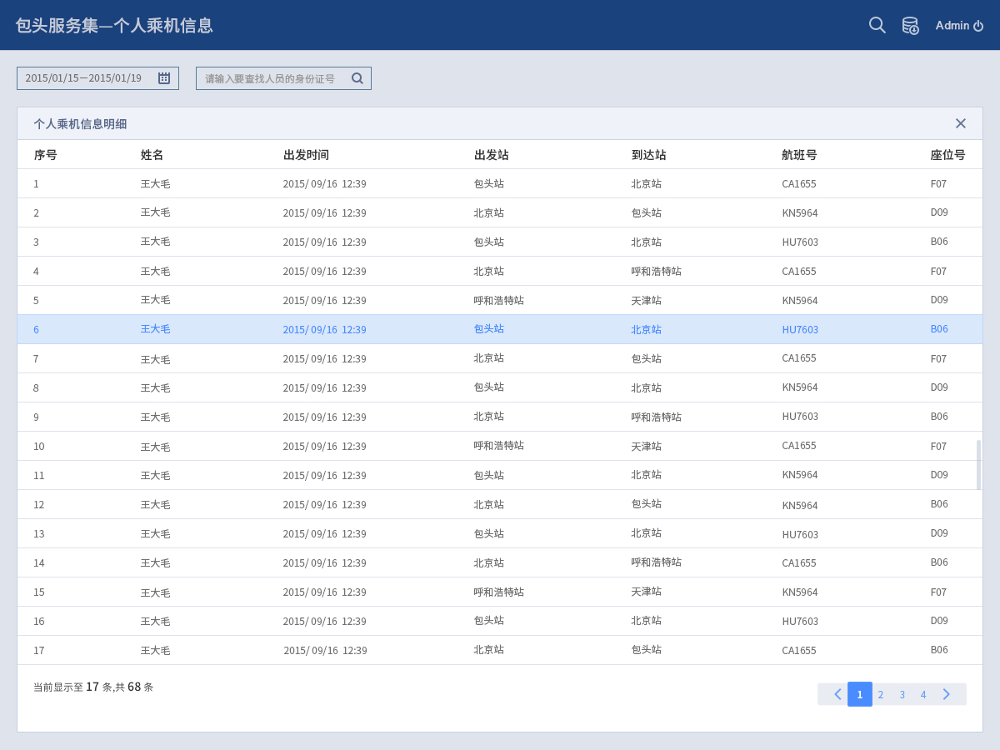 包头服务集—个人乘机信息 Admin
2015/01/15—2015/01/19 请输入要查找人员的身份证号
个人乘机信息明细
序号 姓名 出发时间 出发站 到达站 航班号 座位号
1 王大毛 2015/09/16 12:39 包头站 北京站 CA1655 F07
2 王大毛 2015/09/16 12:39 北京站 包头站 KN5964 D09
3 王大毛 2015/09/16 12:39 包头站 北京站 HU7603 B06
4 王大毛 2015/09/16 12:39 北京站 呼和浩特站 CA1655 F07
5 王大毛 2015/09/16 12:39 呼和浩特站 天津站 KN5964 D09
6 王大毛 2015/09/16 12:39 包头站 北京站 HU7603 B06
7 王大毛 2015/09/16 12:39 北京站 包头站 CA1655 F07
8 王大毛 2015/09/16 12:39 包头站 北京站 KN5964 D09
9 王大毛 2015/09/16 12:39 北京站 呼和浩特站 HU7603 B06
10 王大毛 2015/09/16 12:39 呼和浩特站 天津站 CA1655 F07
11 王大毛 2015/09/16 12:39 包头站 北京站 KN5964 D09
12 王大毛 2015/09/16 12:39 北京站 包头站 KN5964 B06
13 王大毛 2015/09/16 12:39 包头站 北京站 HU7603 D09
14 王大毛 2015/09/16 12:39 北京站 呼和浩特站 CA1655 B06
15 王大毛 2015/09/16 12:39 呼和浩特站 天津站 KN5964 F07
16 王大毛 2015/09/16 12:39 包头站 北京站 HU7603 D09
17 王大毛 2015/09/16 12:39 北京站 包头站 CA1655 B06
当前显示至 17 条,共 68 条
1 2 3 4